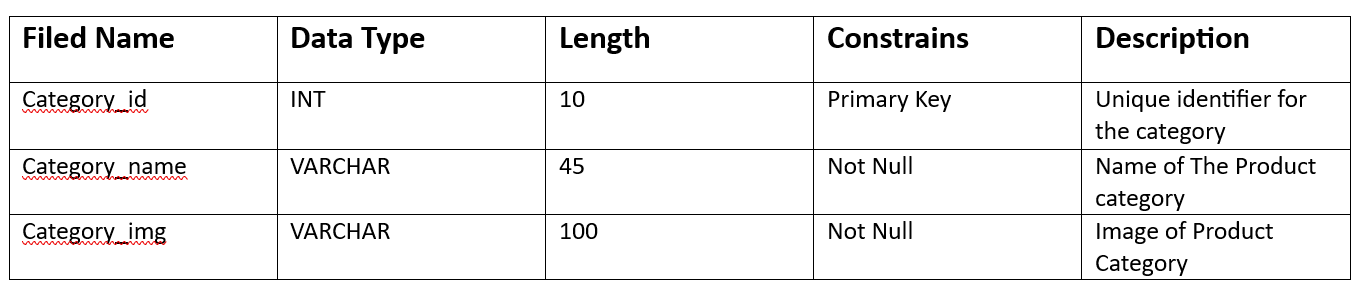 Filed Name Data Type Length Constrains Description
Category_id INT 10 Primary Key Unique identifier for
the category
Category_name VARCHAR 45 Not Null Name of The Product
category
Category_img VARCHAR 100 Not Null Image of Product
Category